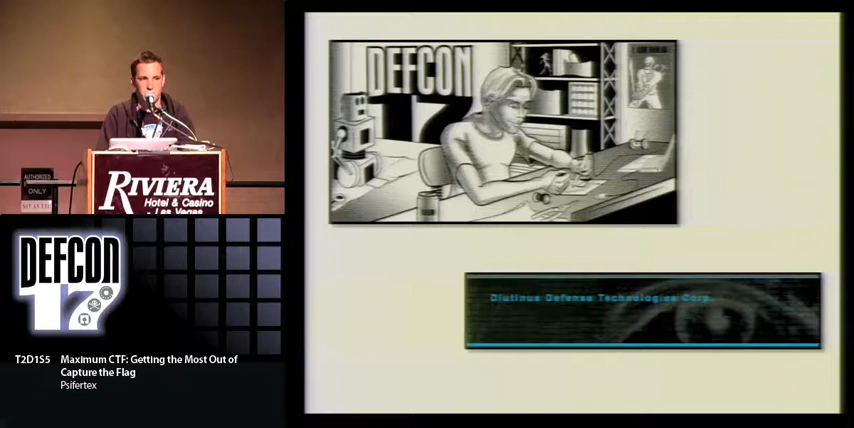 DEFCON
17
AUTHORIZED
ONLY
RIVIERA
Hotel & Casino
Las Vegas
Diutinus Defense Technologies Corp.
DEFCON
17
T2D1S5 Maximum CTF: Getting the Most Out of
Capture the Flag
Psifertex